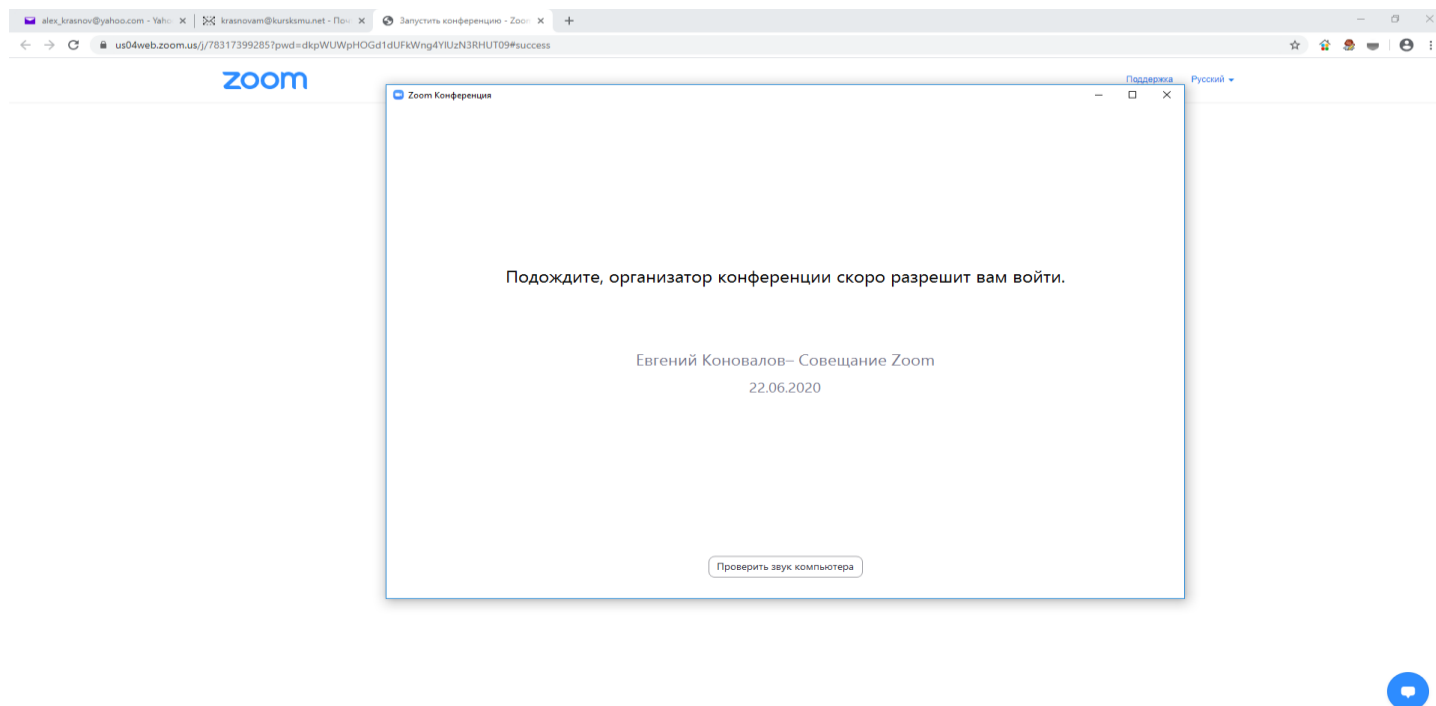 alex_krasnov@yahoo.com - Yaho
krasnovam@kursksmu.net - Поч
Запустить конференцию - Zoom
us04web.zoom.us/j/78317399285?pwd=dkpWUWpHOGd1dUFkWng4YlUzN3RHUT09#success
zoom
Поддержка
Русский
Zoom Конференция
Подождите, организатор конференции скоро разрешит вам войти.
Евгений Коновалов– Совещание Zoom
22.06.2020
Проверить звук компьютера